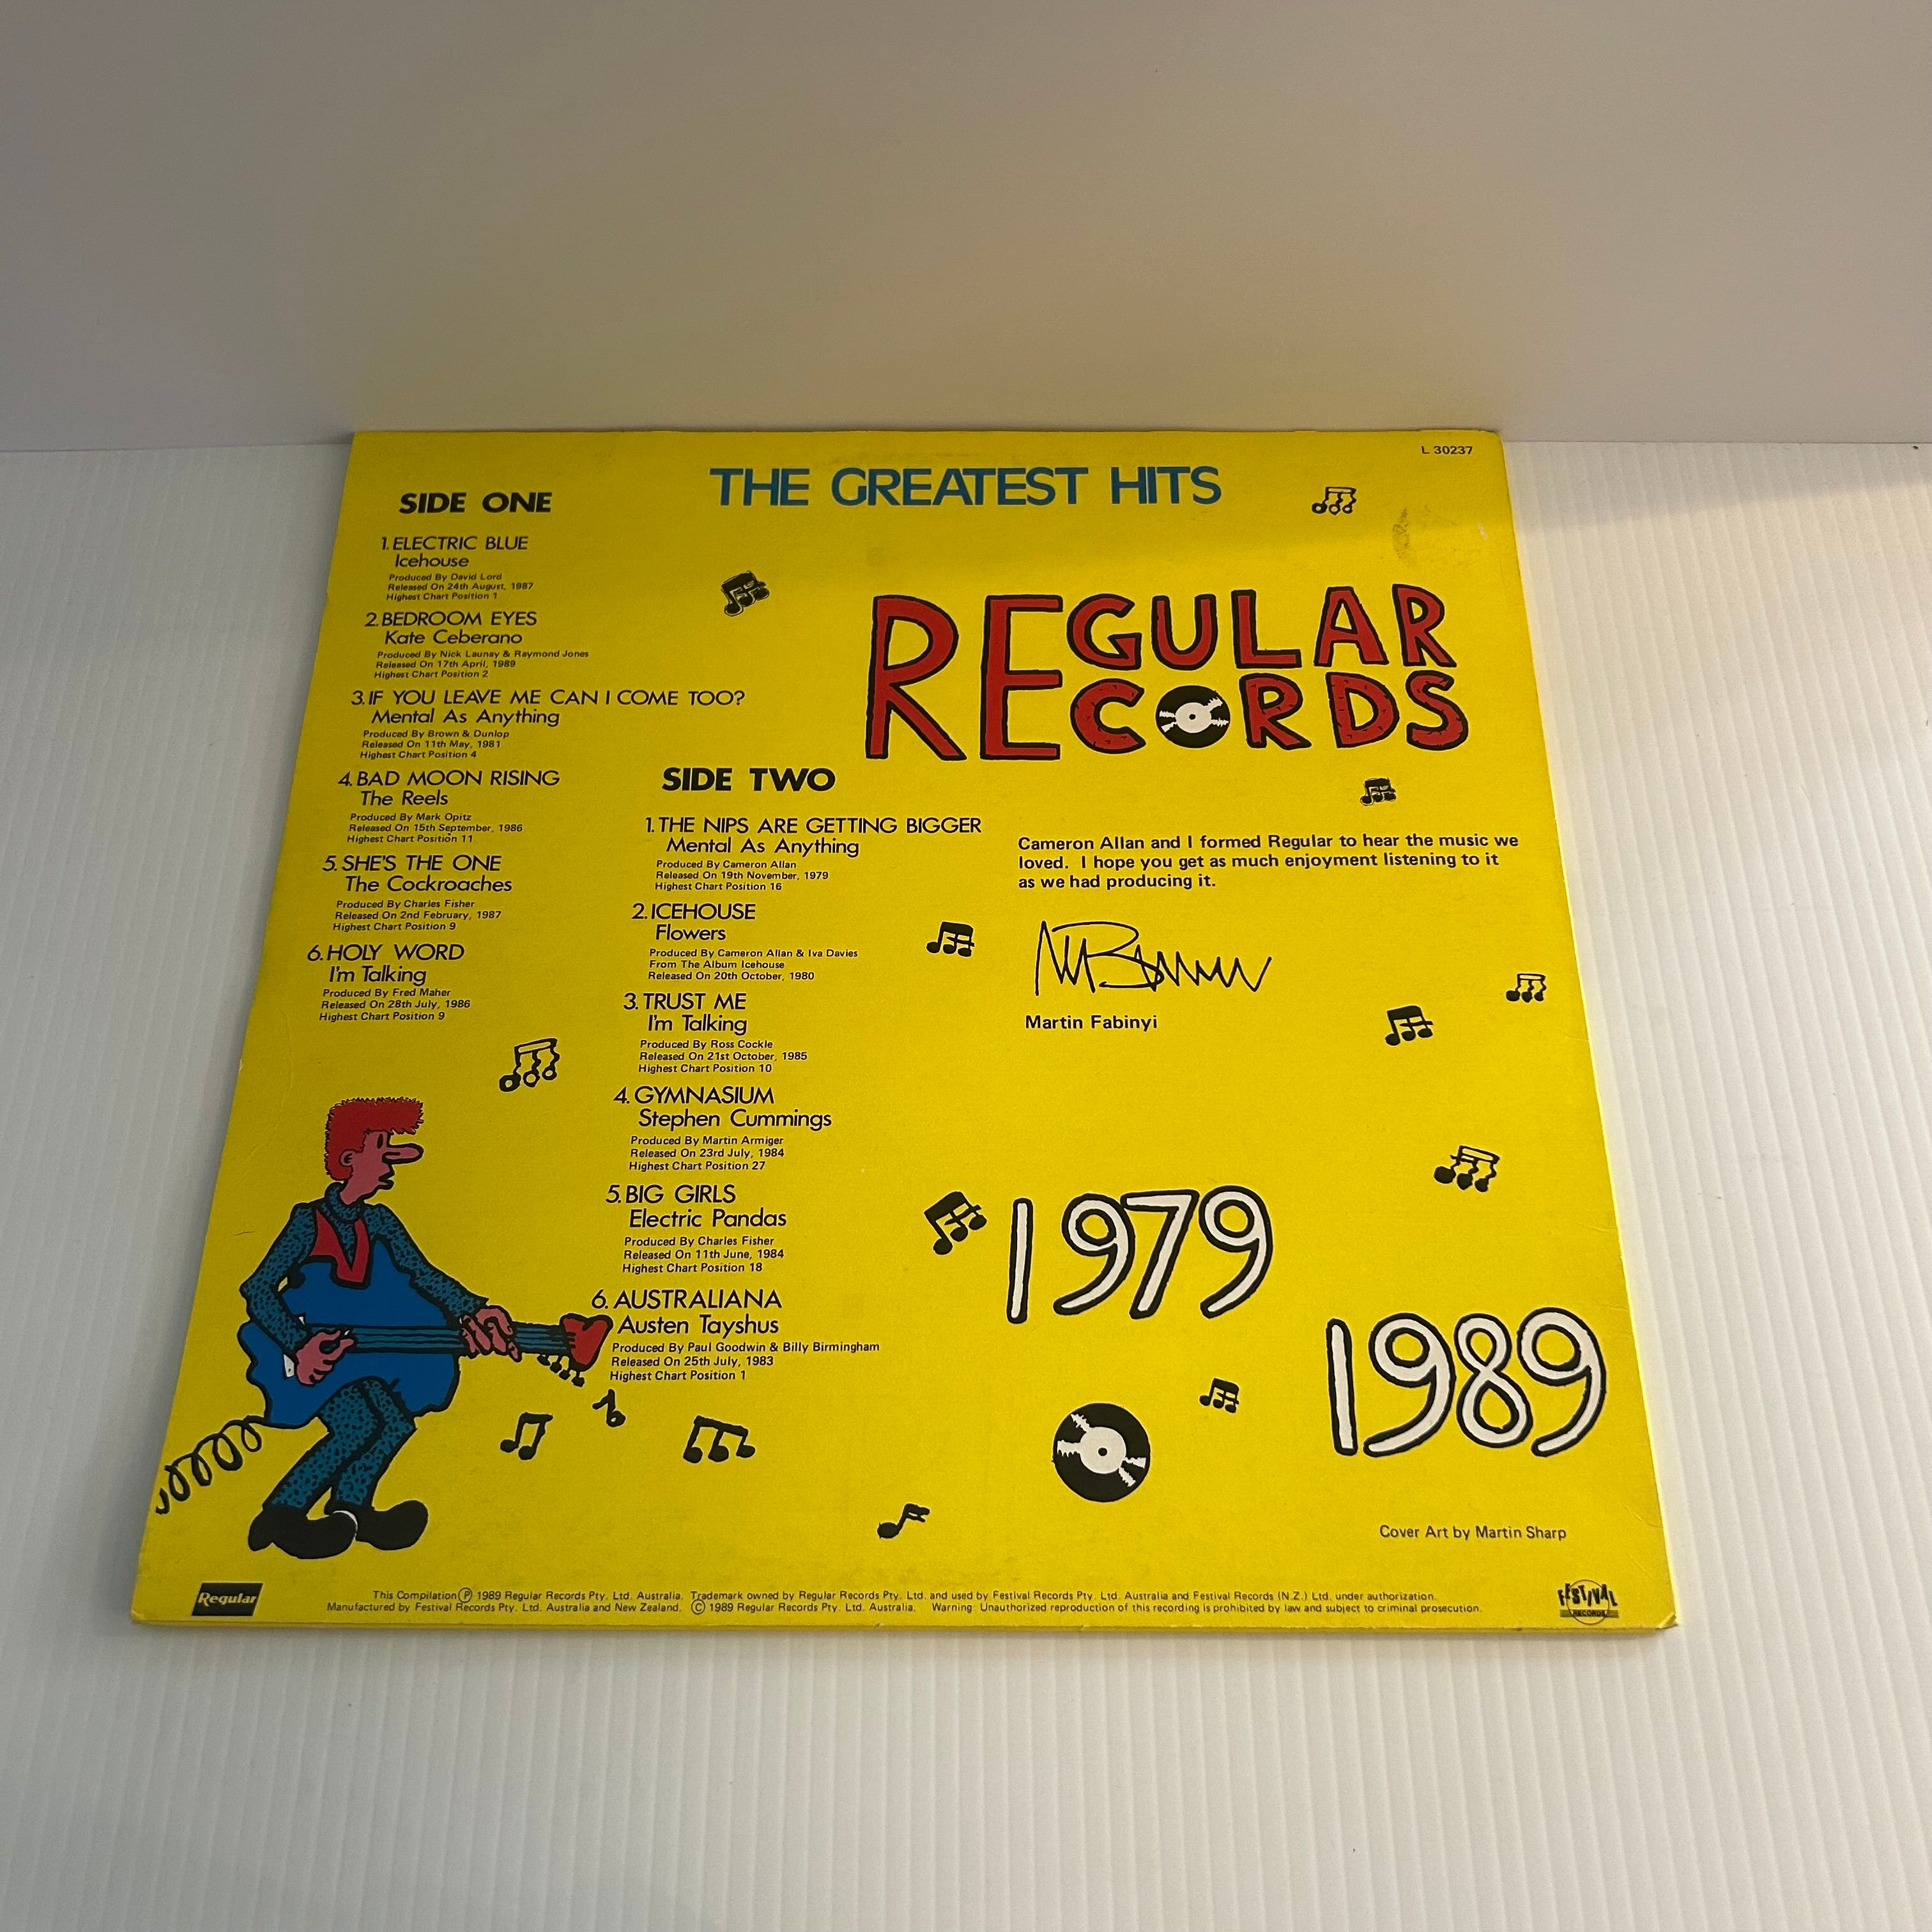 L 30237
THE GREATEST HITS
SIDE ONE
1. ELECTRIC BLUE
Icehouse
Produced By David Lord
Released On 24th August, 1987
Highest Chart Position 1
2. BEDROOM EYES
Kate Ceberano
Produced By Nick Launay & Raymond Jones
Released On 17th April, 1989
Highest Chart Position 2
3. IF YOU LEAVE ME CAN I COME TOO?
Mental As Anything
Produced By Brown & Dunlop
Released On 11th May, 1981
Highest Chart Position 4
4. BAD MOON RISING
The Reels
Produced By Mark Opitz
Released On 15th September, 1986
Highest Chart Position 11
5. SHE'S THE ONE
The Cockroaches
Produced By Charles Fisher
Released On 2nd February, 1987
Highest Chart Position 9
6. HOLY WORD
I'm Talking
Produced By Fred Maher
Released On 28th July, 1986
Highest Chart Position 9
REGULAR
RECORDS
SIDE TWO
1. THE NIPS ARE GETTING BIGGER
Mental As Anything
Produced By Cameron Allan
Released On 19th November, 1979
Highest Chart Position 16
2. ICEHOUSE
Flowers
Produced By Cameron Allan & Iva Davies
From The Album Icehouse
Released On 20th October, 1980
3. TRUST ME
I'm Talking
Produced By Ross Cockle
Released On 21st October, 1985
Highest Chart Position 10
4. GYMNASIUM
Stephen Cummings
Produced By Martin Armiger
Released On 23rd July, 1984
Highest Chart Position 27
5. BIG GIRLS
Electric Pandas
Produced By Charles Fisher
Released On 11th June, 1984
Highest Chart Position 18
6. AUSTRALIANA
Austen Tayshus
Produced By Paul Goodwin & Billy Birmingham
Released On 25th July, 1983
Highest Chart Position 1
Cameron Allan and I formed Regular to hear the music we
loved. I hope you get as much enjoyment listening to it
as we had producing it.
Martin Fabinyi
1979
1989
Cover Art by Martin Sharp
Regular
This Compilation Ⓟ 1989 Regular Records Pty. Ltd. Australia. Trademark owned by Regular Records Pty. Ltd. and used by Festival Records Pty. Ltd. Australia and Festival Records (N.Z.) Ltd. under authorization.
Manufactured by Festival Records Pty. Ltd. Australia and New Zealand. © 1989 Regular Records Pty. Ltd. Australia. Warning: Unauthorized reproduction of this recording is prohibited by law and subject to criminal prosecution.
FESTIVAL
RECORDS